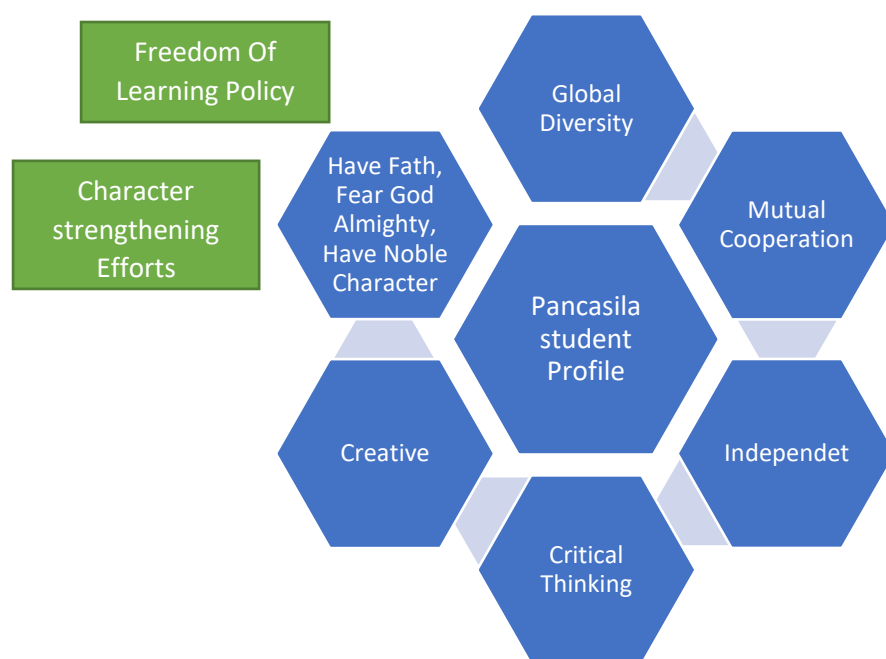 Freedom Of
Learning Policy
Character
strengthening
Efforts
Global
Diversity
Have Fath,
Fear God
Almighty,
Have Noble
Character
Mutual
Cooperation
Pancasila
student
Profile
Creative
Independet
Critical
Thinking